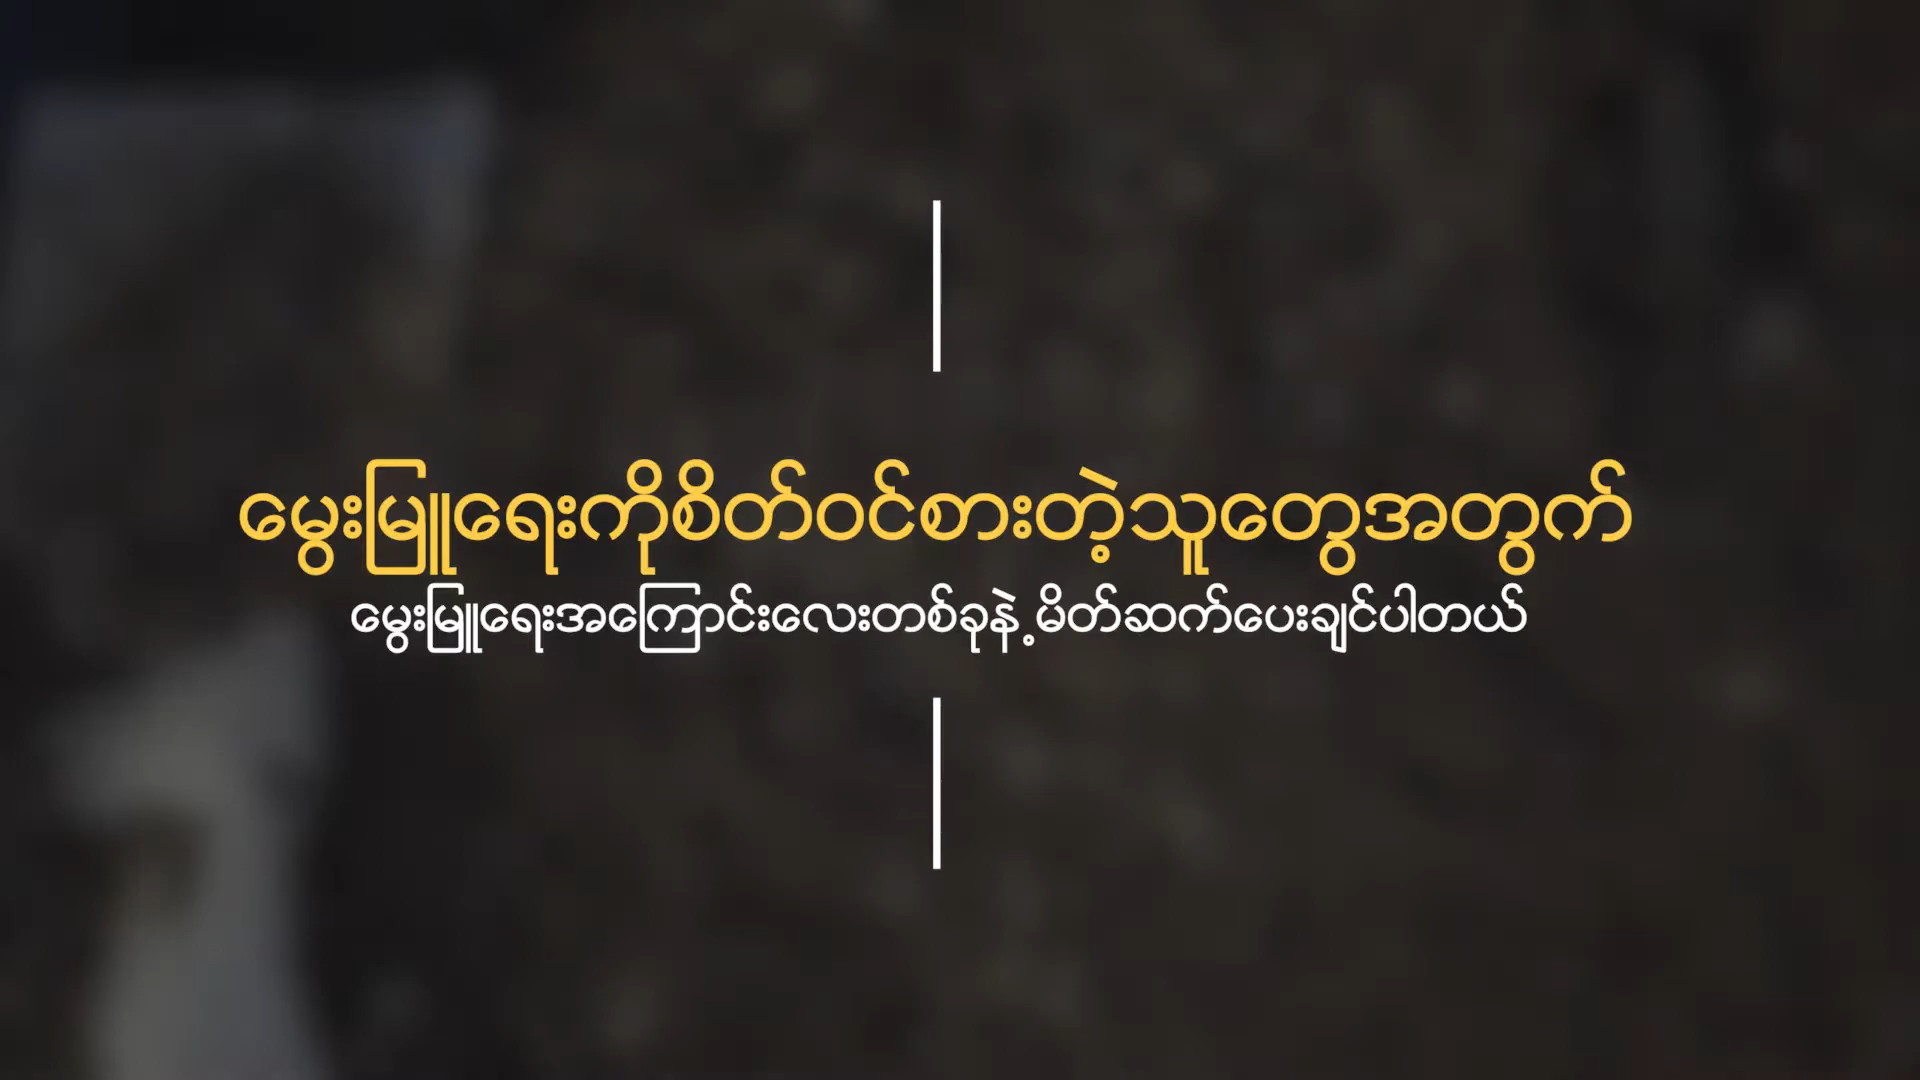 မွေးမြူရေးကိုစိတ်ဝင်စားတဲ့သူတွေအတွက်
မွေးမြူရေးအကြောင်းလေးတစ်ခုနဲ့မိတ်ဆက်ပေးချင်ပါတယ်